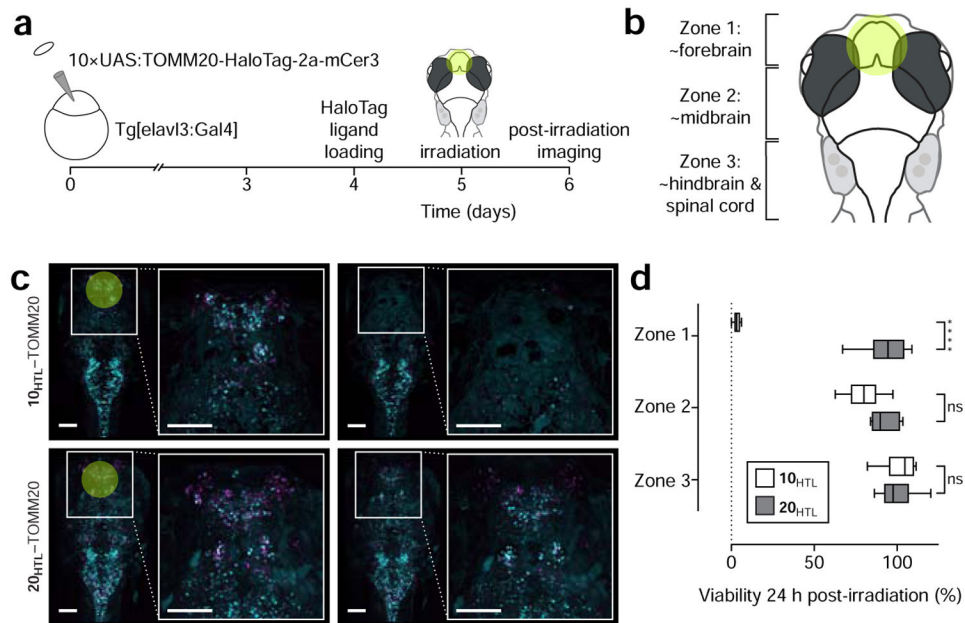 a
10×UAS:TOMM20-HaloTag-2a-mCer3
Tg[elavl3:Gal4]
HaloTag
ligand
loading
irradiation
post-irradiation
imaging
0
3
4
5
6
Time (days)
b
Zone 1:
~forebrain
Zone 2:
~midbrain
Zone 3:
~hindbrain &
spinal cord
c
10HTL–TOMM20
20HTL–TOMM20
d
Zone 1
Zone 2
Zone 3
****
ns
ns
10HTL
20HTL
0
50
100
Viability 24 h post-irradiation (%)